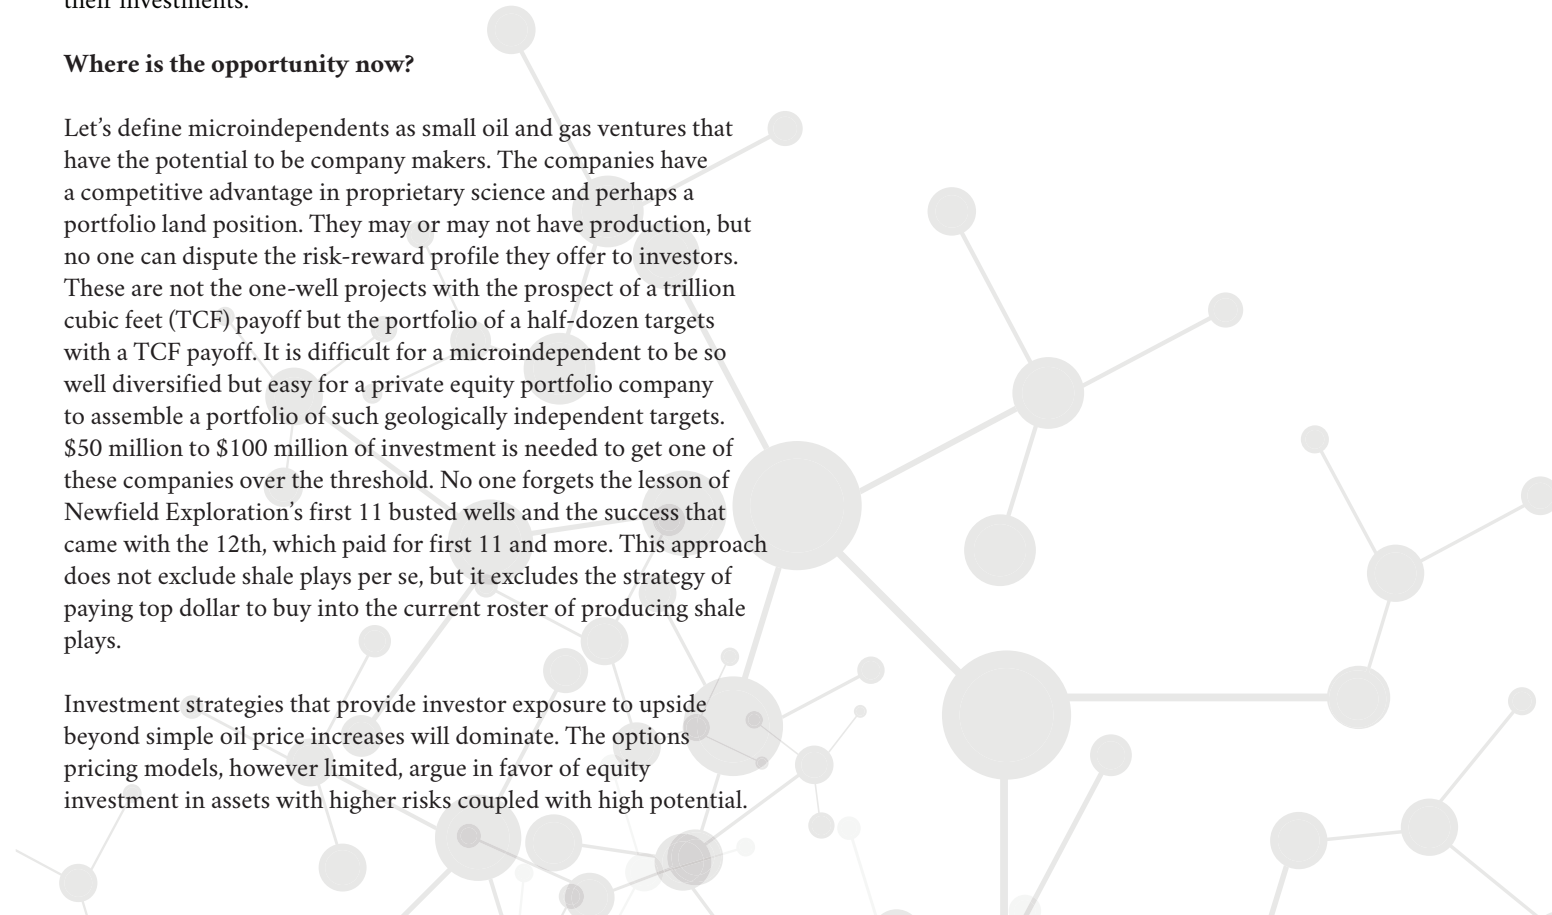 their investments.
Where is the opportunity now?
Let’s define microindependents as small oil and gas ventures that
have the potential to be company makers. The companies have
a competitive advantage in proprietary science and perhaps a
portfolio land position. They may or may not have production, but
no one can dispute the risk-reward profile they offer to investors.
These are not the one-well projects with the prospect of a trillion
cubic feet (TCF) payoff but the portfolio of a half-dozen targets
with a TCF payoff. It is difficult for a microindependent to be so
well diversified but easy for a private equity portfolio company
to assemble a portfolio of such geologically independent targets.
$50 million to $100 million of investment is needed to get one of
these companies over the threshold. No one forgets the lesson of
Newfield Exploration’s first 11 busted wells and the success that
came with the 12th, which paid for first 11 and more. This approach
does not exclude shale plays per se, but it excludes the strategy of
paying top dollar to buy into the current roster of producing shale
plays.
Investment strategies that provide investor exposure to upside
beyond simple oil price increases will dominate. The options
pricing models, however limited, argue in favor of equity
investment in assets with higher risks coupled with high potential.